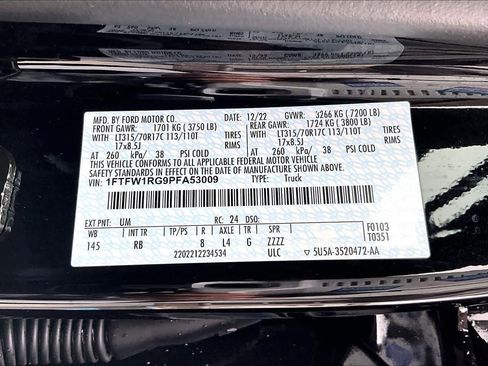 MFD. BY FORD MOTOR CO. 12/22 GVWR: 3266 KG ( 7200 LB)
FRONT GAWR: 1701 KG ( 3750 LB) REAR GAWR: 1724 KG ( 3800 LB)
LT315/70R17C 113/110T TIRES LT315/70R17C 113/110T TIRES
17x8.5J RIMS 17x8.5J RIMS
AT 260 kPa/ 38 PSI COLD AT 260 kPa/ 38 PSI COLD
THIS VEHICLE CONFORMS TO ALL APPLICABLE FEDERAL MOTOR VEHICLE
SAFETY STANDARDS IN EFFECT ON THE DATE OF MANUFACTURE SHOWN ABOVE.
VIN: 1FTFW1RG9PFA53009 TYPE: Truck
EXT PNT: UM RC: 24 DSO: F0103
WB INT TR TP/PS R AX TR SPR T0351
145 RB 8 L4 G ZZZZ
2202212234534 ULC 5U5A-3520472-AA